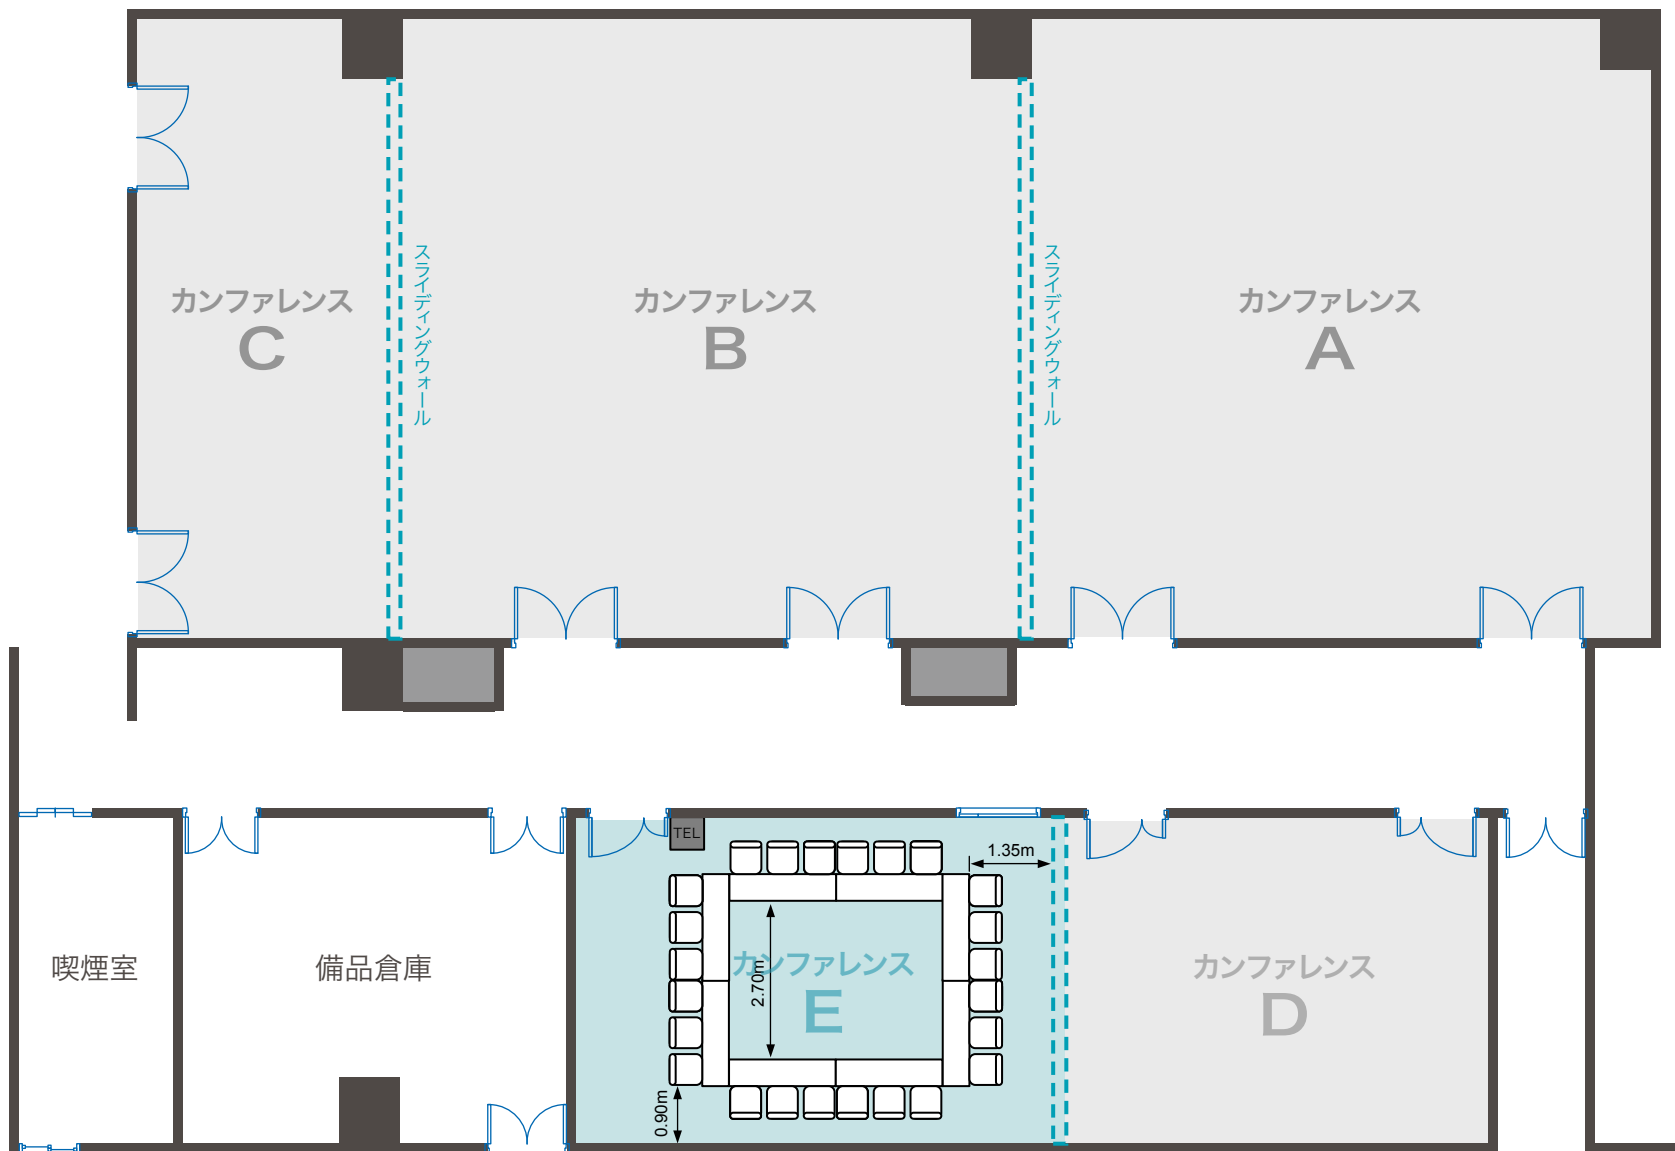 カンファレンス
C
スライディングウォール
カンファレンス
B
スライディングウォール
カンファレンス
A
喫煙室
備品倉庫
TEL
1.35m
2.70m
0.90m
カンファレンス
E
カンファレンス
D